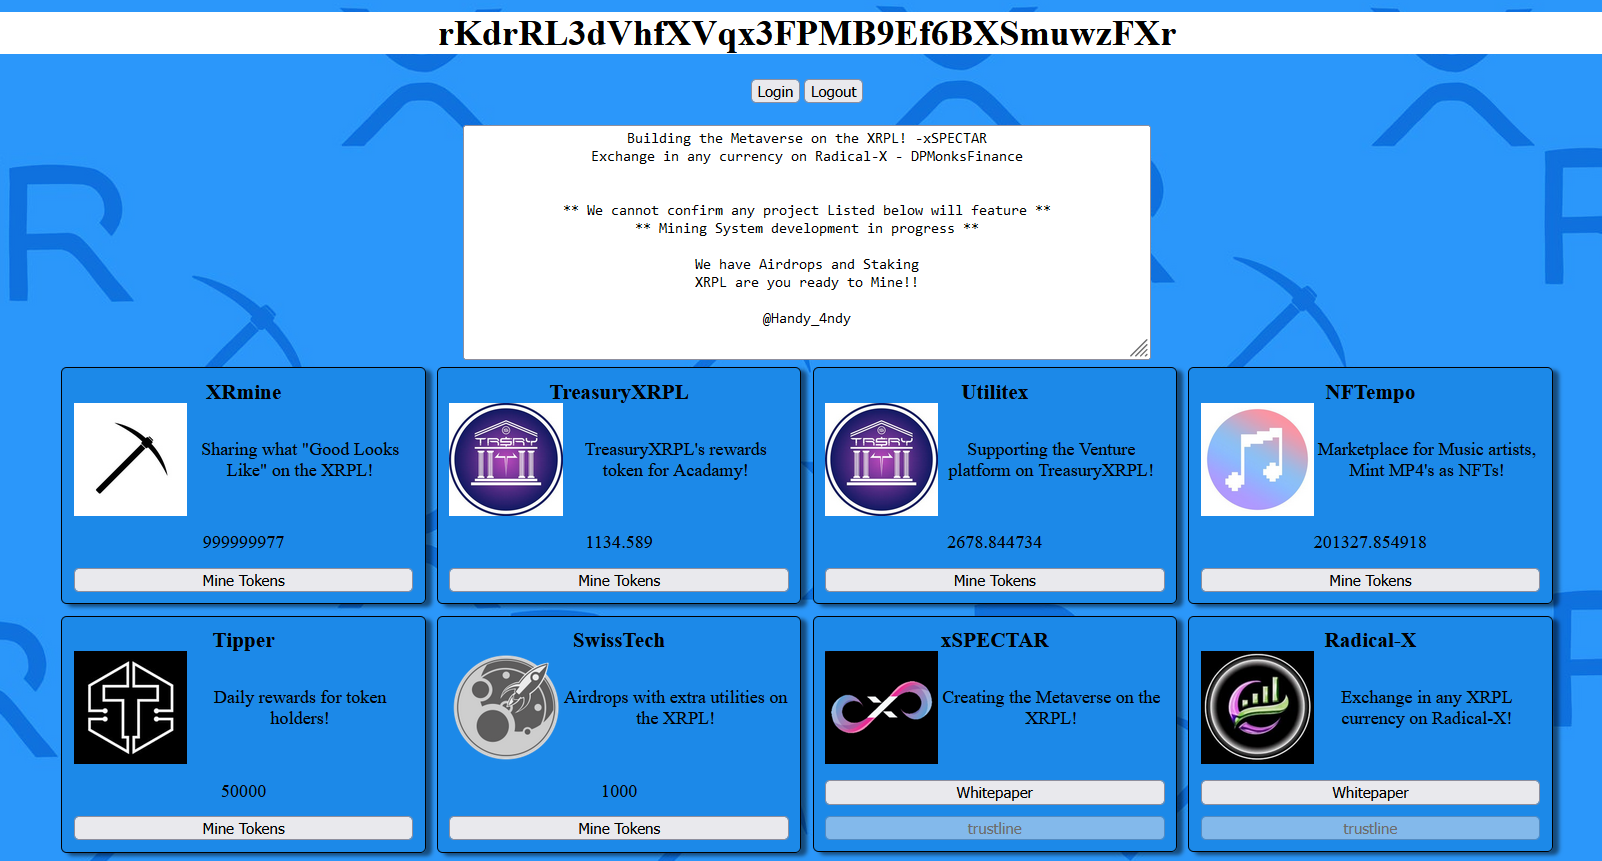 rKdrRL3dVhfXVqx3FPMB9Ef6BXSmuwzFXr
Login Logout
Building the Metaverse on the XRPL! -xSPECTAR
Exchange in any currency on Radical-X - DPMonksFinance
** We cannot confirm any project Listed below will feature **
** Mining System development in progress **
We have Airdrops and Staking
XRPL are you ready to Mine!!
@Handy_4ndy
XRmine
Sharing what "Good Looks
Like" on the XRPL!
999999977
Mine Tokens
TreasuryXRPL
TR$RY
TreasuryXRPL's rewards
token for Acadamy!
1134.589
Mine Tokens
Utilitex
TR$RY
Supporting the Venture
platform on TreasuryXRPL!
2678.844734
Mine Tokens
NFTempo
Marketplace for Music artists,
Mint MP4's as NFTs!
201327.854918
Mine Tokens
Tipper
Daily rewards for token
holders!
50000
Mine Tokens
SwissTech
Airdrops with extra utilities on
the XRPL!
1000
Mine Tokens
xSPECTAR
Creating the Metaverse on the
XRPL!
Whitepaper
trustline
Radical-X
Exchange in any XRPL
currency on Radical-X!
Whitepaper
trustline